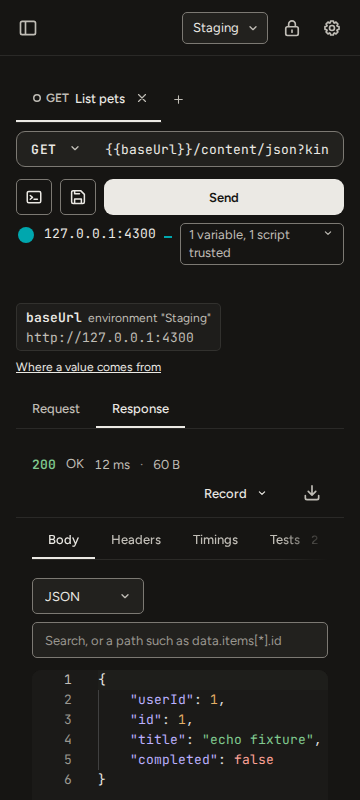 Staging
GET List pets
GET {{baseUrl}}/content/json?kin
Send
127.0.0.1:4300
1 variable, 1 script
trusted
baseUrl environment "Staging"
http://127.0.0.1:4300
Where a value comes from
Request Response
200 OK 12 ms · 60 B
Record
Body Headers Timings Tests 2
JSON
Search, or a path such as data.items[*].id
1 {
2 "userId": 1,
3 "id": 1,
4 "title": "echo fixture",
5 "completed": false
6 }